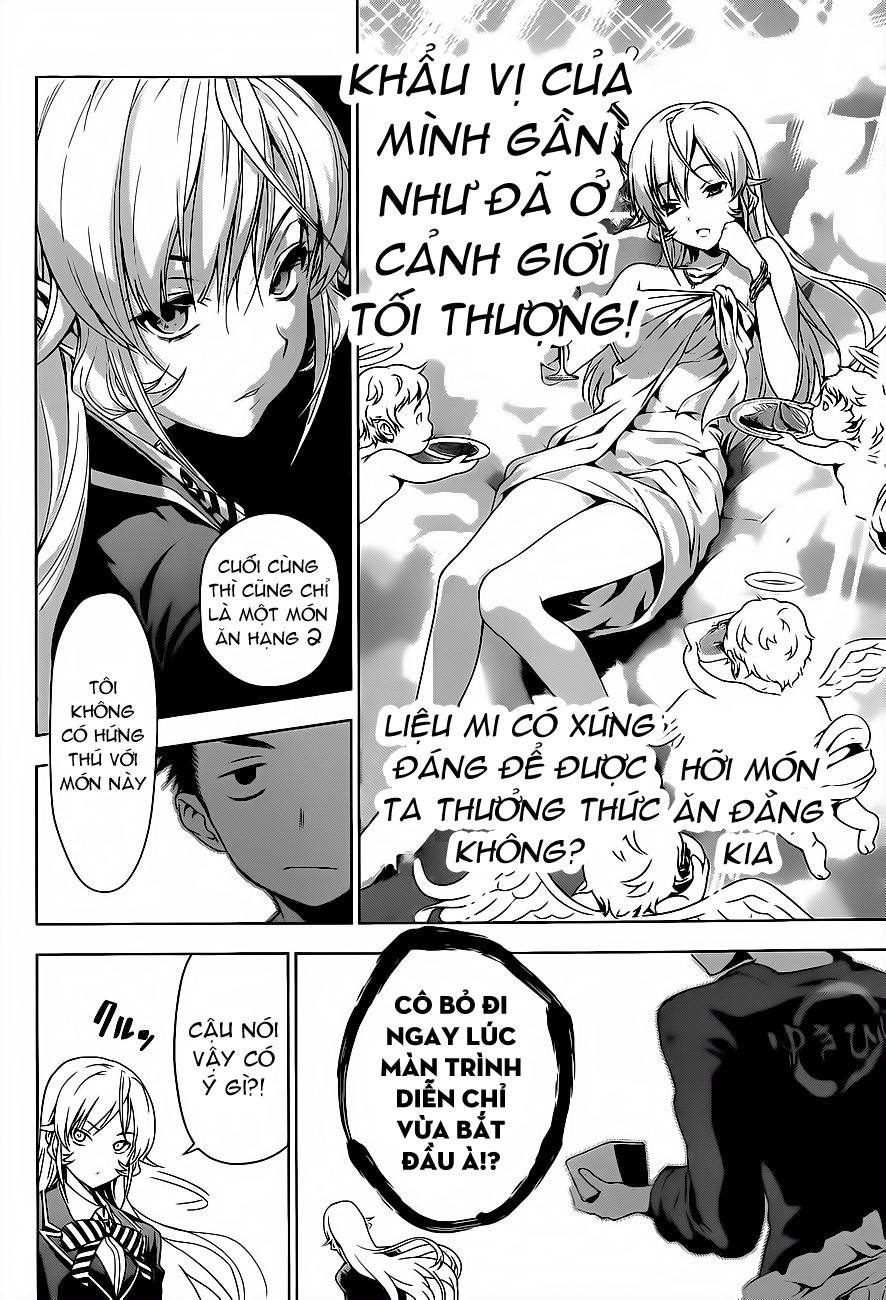 KHẨU VỊ CỦA
MÌNH GẦN
NHƯ ĐÃ Ở
CẢNH GIỚI
TỐI THƯỢNG!
HỠI MÓN
ĂN ĐẲNG
KIA
LIỆU MI CÓ XỨNG
ĐÁNG ĐỂ ĐƯỢC
TA THƯỞNG THỨC
KHÔNG?
CUỐI CÙNG
THÌ CŨNG CHỈ
LÀ MỘT MÓN
ĂN HẠNG 2
TÔI
KHÔNG
CÓ HỨNG
THÚ VỚI
MÓN NÀY
CÔ BỎ ĐI
NGAY LÚC
MÀN TRÌNH
DIỄN CHỈ
VỪA BẮT
ĐẦU À!?
CẬU NÓI
VẬY CÓ
Ý GÌ?!
クルッ